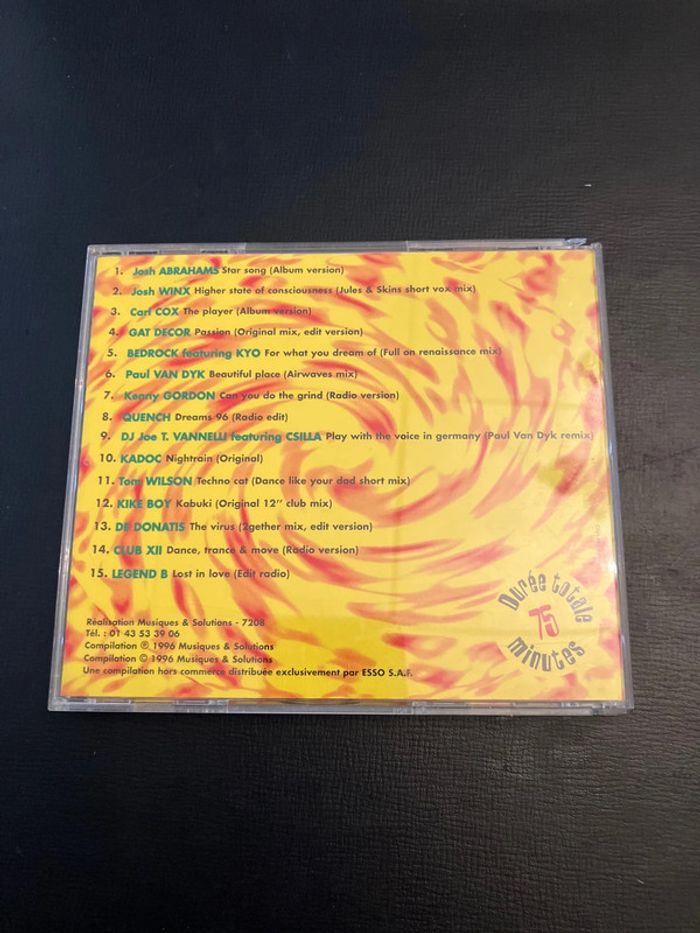 1. Josh ABRAHAMS Star song (Album version)
2. Josh WINX Higher state of consciousness (Jules & Skins short vox mix)
3. Carl COX The player (Album version)
4. GAT DECOR Passion (Original mix, edit version)
5. BEDROCK featuring KYO For what you dream of (Full on renaissance mix)
6. Paul VAN DYK Beautiful place (Airwaves mix)
7. Kenny GORDON Can you do the grind (Radio version)
8. QUENCH Dreams 96 (Radio edit)
9. DJ Joe T. VANNELLI featuring CSILLA Play with the voice in germany (Paul Van Dyk remix)
10. KADOC Nightrain (Original)
11. Tom WILSON Techno cat (Dance like your dad short mix)
12. KIKE BOY Kabuki (Original 12" club mix)
13. DE DONATIS The virus (2gether mix, edit version)
14. CLUB XII Dance, trance & move (Radio version)
15. LEGEND B Lost in love (Edit radio)
Durée totale
75
minutes
Réalisation Musiques & Solutions - 7208
Tél. : 01 43 53 39 06
Compilation ℗ 1996 Musiques & Solutions
Compilation © 1996 Musiques & Solutions
Une compilation hors commerce distribuée exclusivement par ESSO S.A.F.